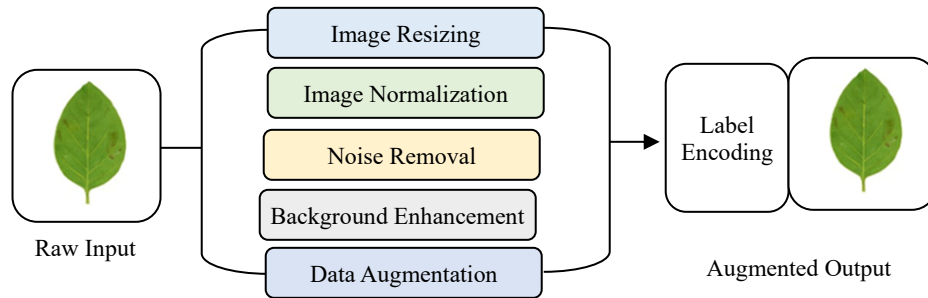 Raw Input
Image Resizing
Image Normalization
Noise Removal
Background Enhancement
Data Augmentation
Label
Encoding
Augmented Output